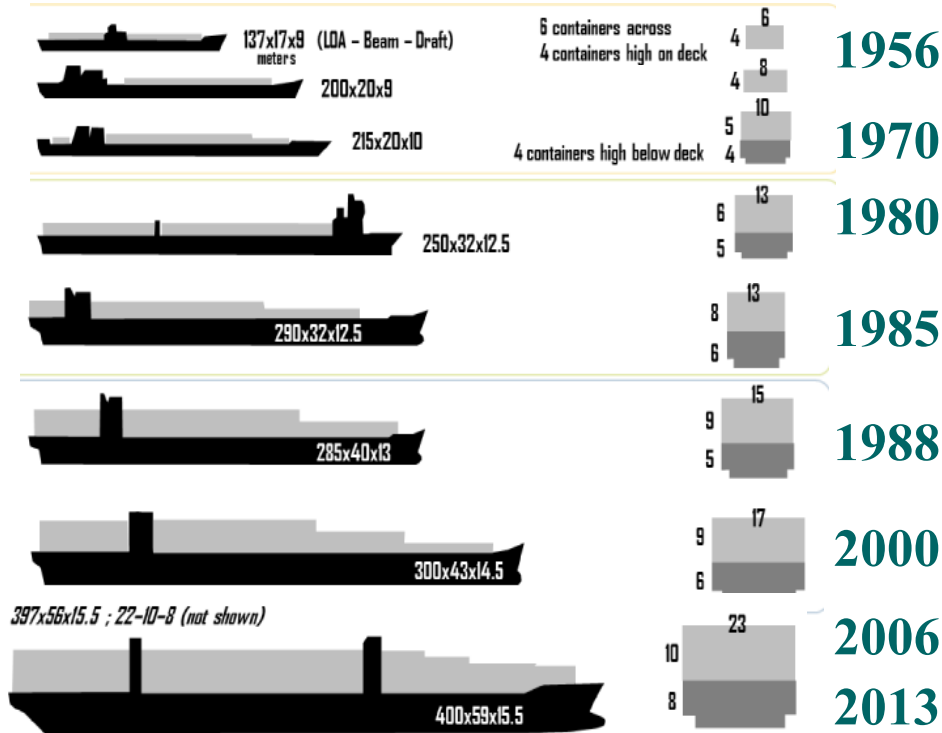 137x17x9 (LOA – Beam – Draft)
meters
6 containers across
4 containers high on deck
6
4
1956
200x20x9
8
4
215x20x10
4 containers high below deck
10
5
4
1970
250x32x12.5
13
6
5
1980
290x32x12.5
13
8
6
1985
285x40x13
15
9
5
1988
300x43x14.5
17
9
6
2000
397x56x15.5 ; 22–10–8 (not shown)
2006
400x59x15.5
23
10
8
2013